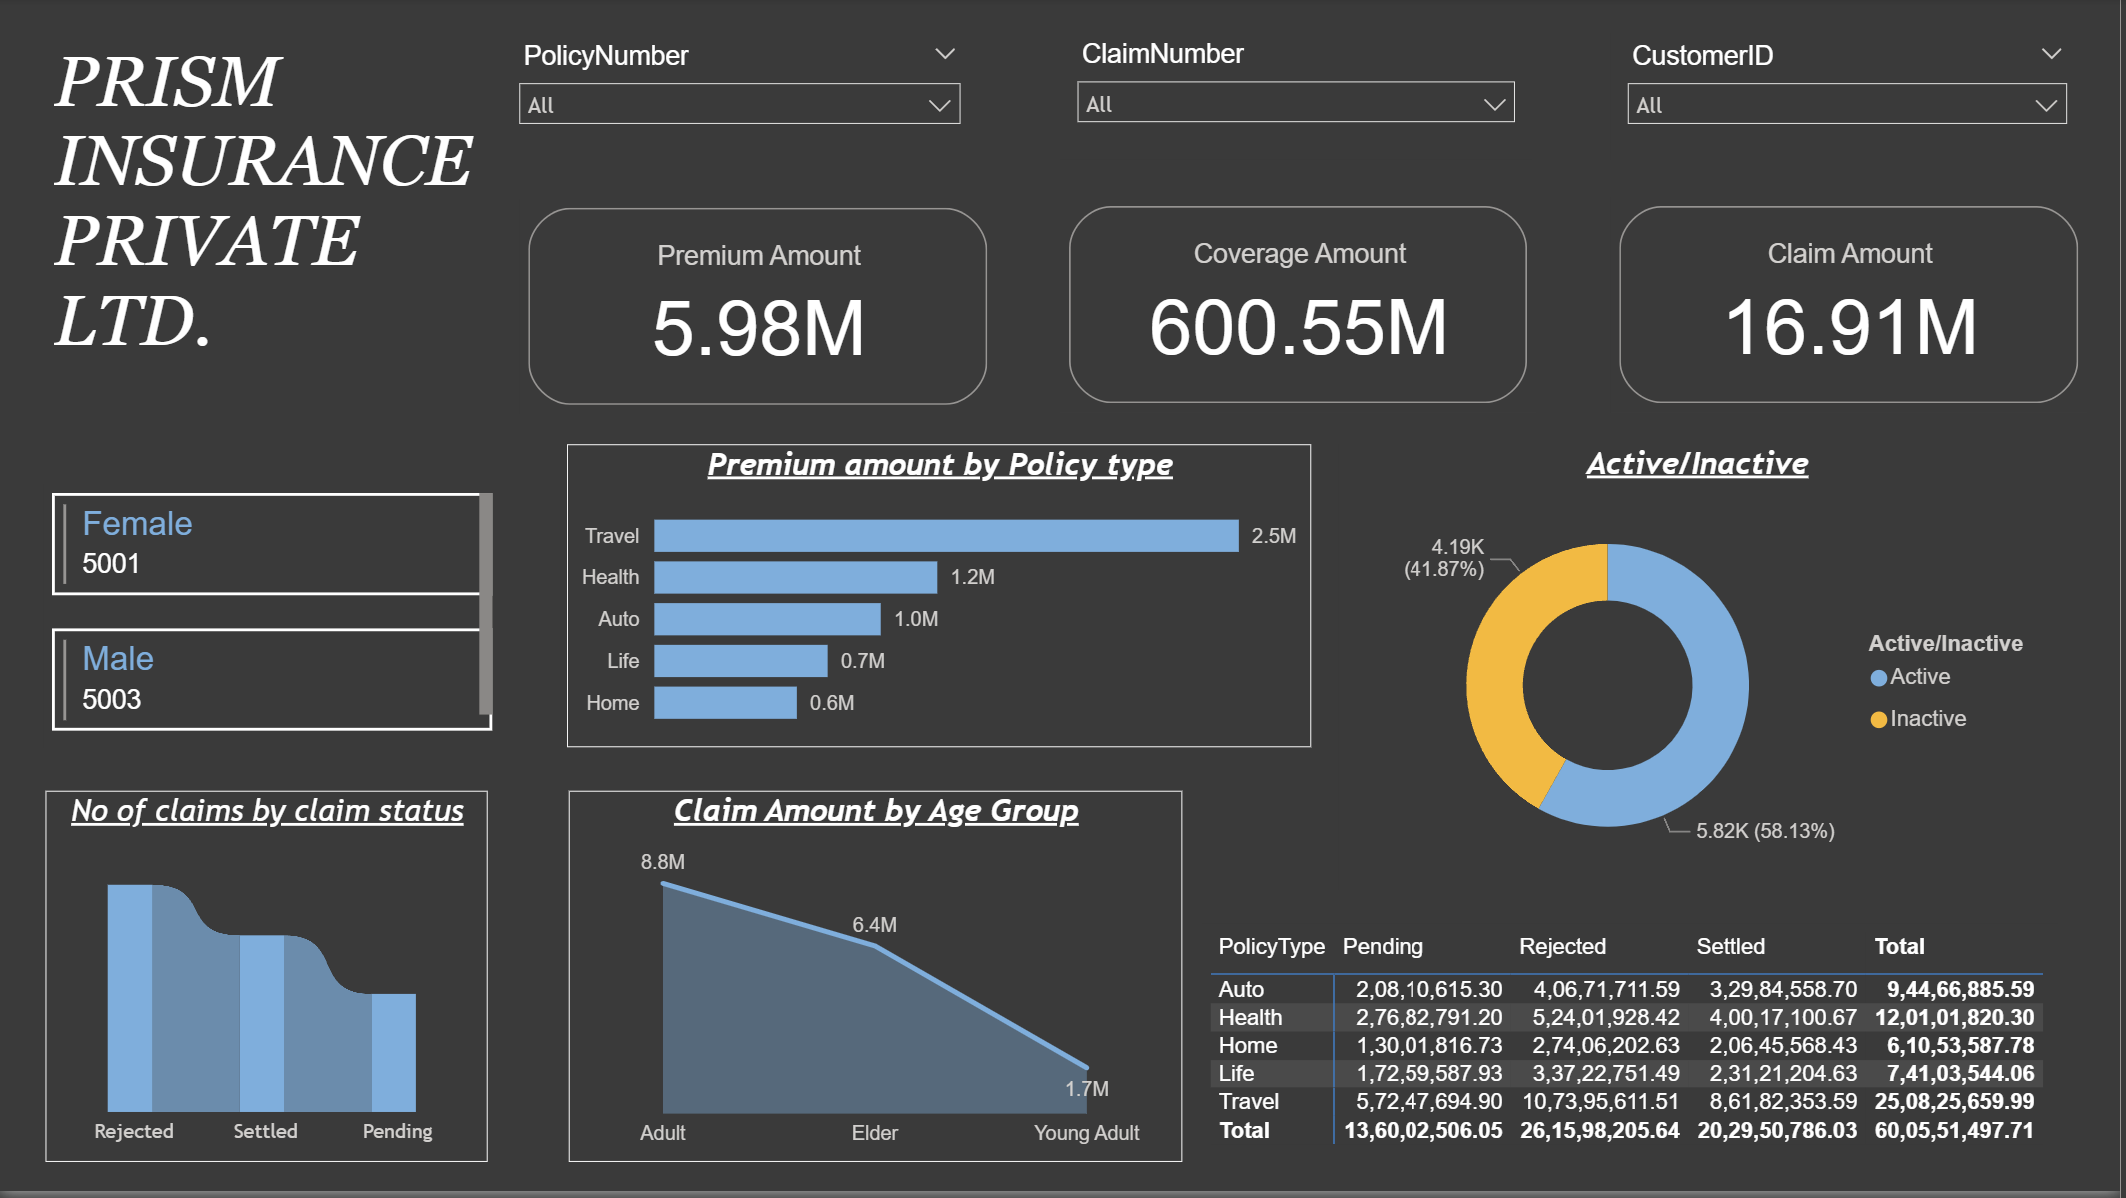 PRISM
INSURANCE
PRIVATE
LTD.
PolicyNumber
All
ClaimNumber
All
CustomerID
All
Premium Amount
5.98M
Coverage Amount
600.55M
Claim Amount
16.91M
Female
5001
Male
5003
Premium amount by Policy type
Travel 2.5M
Health 1.2M
Auto 1.0M
Life 0.7M
Home 0.6M
Active/Inactive
4.19K
(41.87%)
5.82K (58.13%)
Active/Inactive
Active
Inactive
No of claims by claim status
Rejected Settled Pending
Claim Amount by Age Group
8.8M
6.4M
1.7M
Adult Elder Young Adult
PolicyType Pending Rejected Settled Total
Auto 2,08,10,615.30 4,06,71,711.59 3,29,84,558.70 9,44,66,885.59
Health 2,76,82,791.20 5,24,01,928.42 4,00,17,100.67 12,01,01,820.30
Home 1,30,01,816.73 2,74,06,202.63 2,06,45,568.43 6,10,53,587.78
Life 1,72,59,587.93 3,37,22,751.49 2,31,21,204.63 7,41,03,544.06
Travel 5,72,47,694.90 10,73,95,611.51 8,61,82,353.59 25,08,25,659.99
Total 13,60,02,506.05 26,15,98,205.64 20,29,50,786.03 60,05,51,497.71